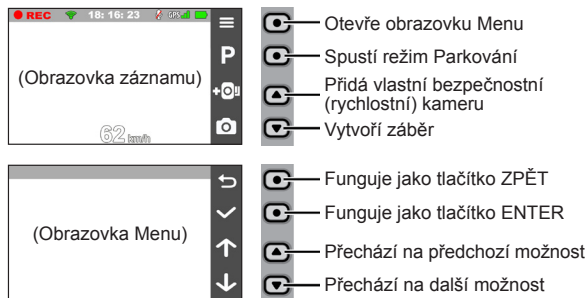 REC 18: 16: 23 GPS
P
(Obrazovka záznamu)
62 km/h
Otevře obrazovku Menu
Spustí režim Parkování
Přidá vlastní bezpečnostní
(rychlostní) kameru
Vytvoří záběr
(Obrazovka Menu)
Funguje jako tlačítko ZPĚT
Funguje jako tlačítko ENTER
Přechází na předchozí možnost
Přechází na další možnost